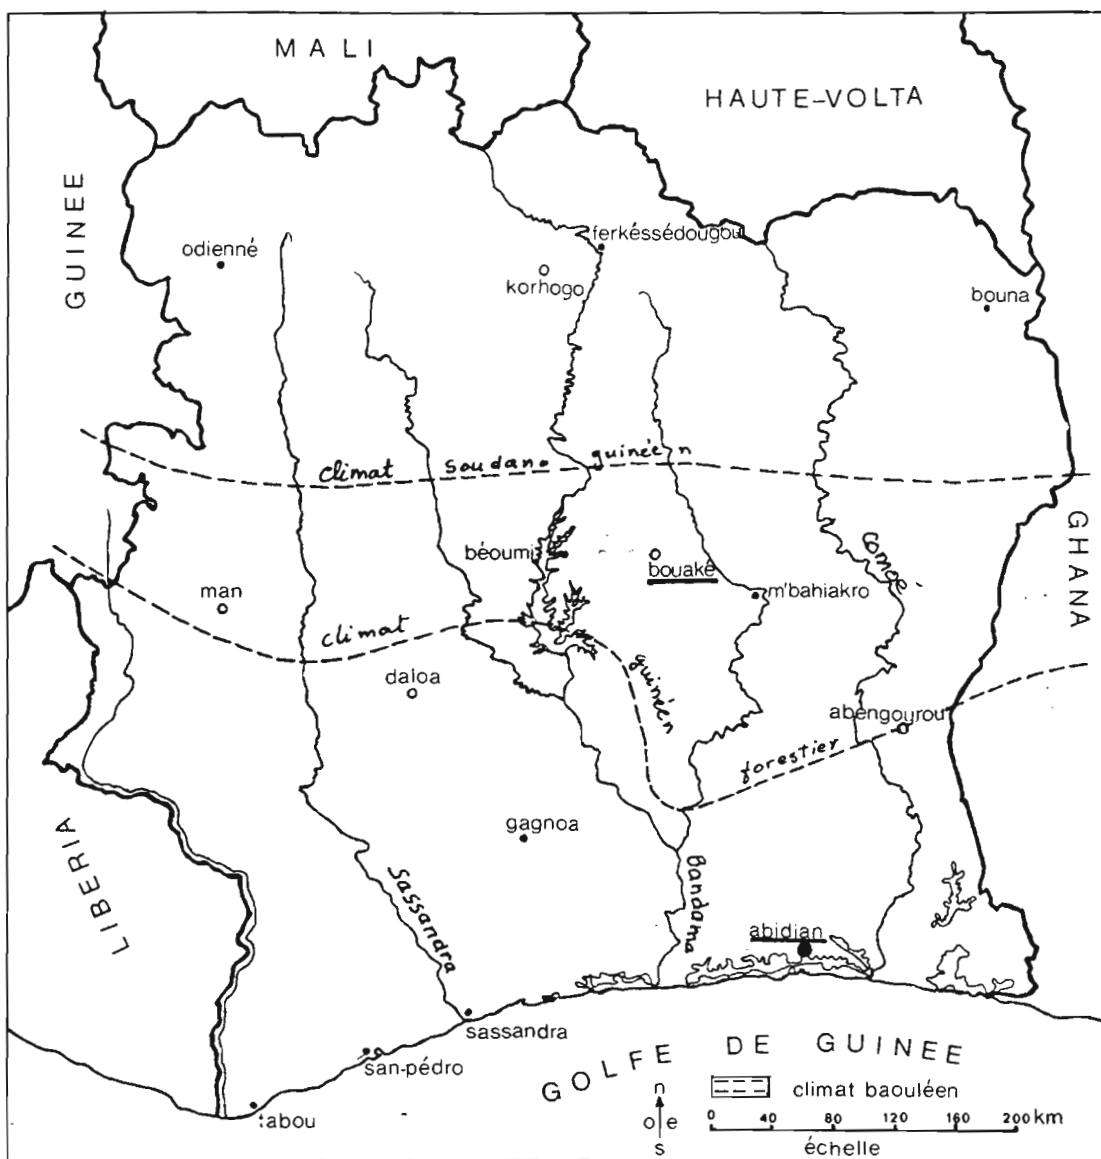 MALI
HAUTE-VOLTA
GUINEE
ferkéssédougou
odienné
korhogo
bouna
climat soudano guinéen
GHANA
comoe
béoumi
bouaké
m'bahiakro
man
climat guinéen forestier
daloa
abengourou
gagnoa
LIBERIA
Sassandra
Bandama
abidjan
sassandra
san-pédro
tabou
GOLFE DE GUINEE
n
o e
s
climat baouléen
0 40 80 120 160 200 km
échelle